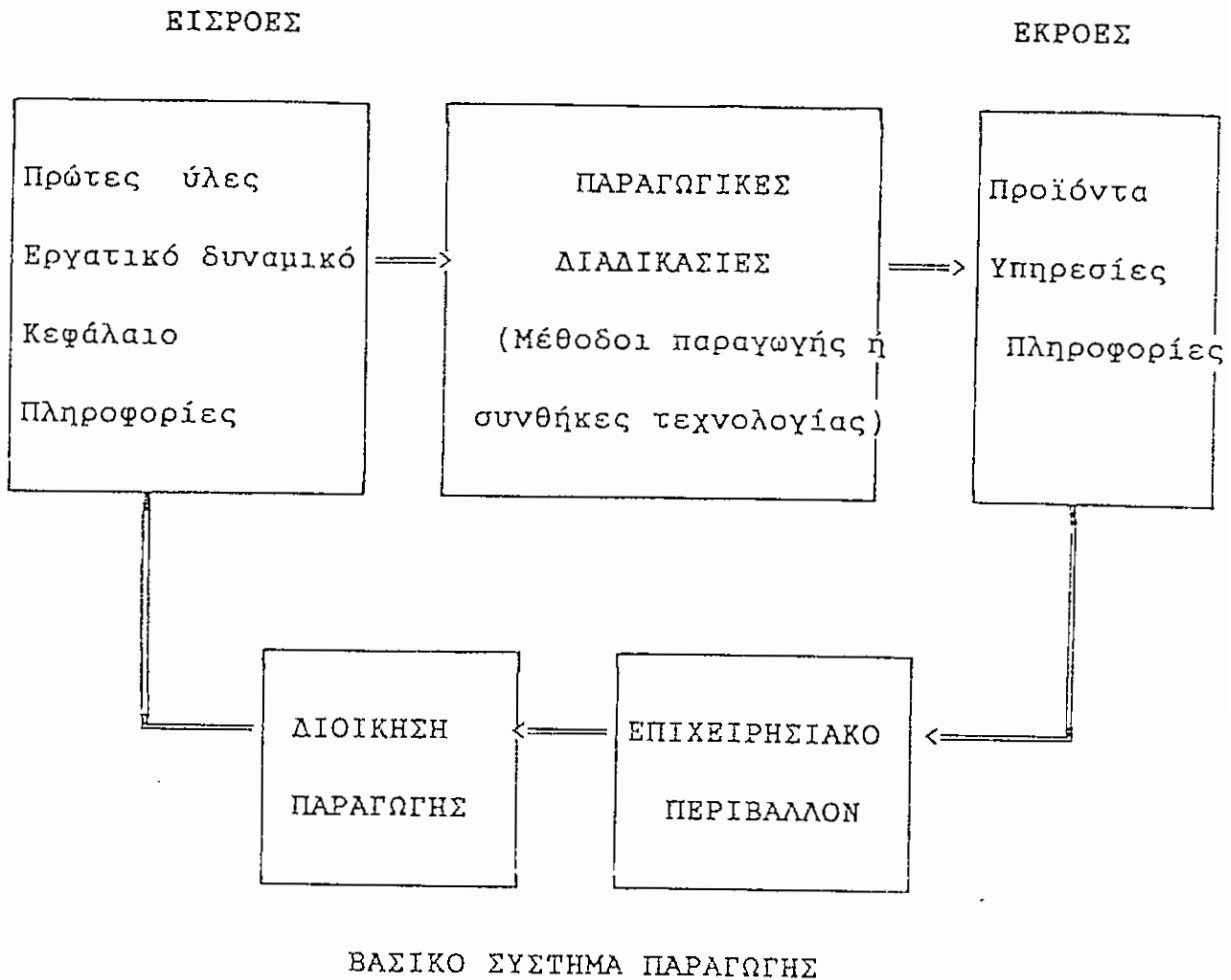 ΕΙΣΡΟΕΣ
ΕΚΡΟΕΣ
Πρώτες ύλες
Εργατικό δυναμικό
Κεφάλαιο
Πληροφορίες
ΠΑΡΑΓΩΓΙΚΕΣ
ΔΙΑΔΙΚΑΣΙΕΣ
(Μέθοδοι παραγωγής ή
συνθήκες τεχνολογίας)
Προϊόντα
Υπηρεσίες
Πληροφορίες
ΔΙΟΙΚΗΣΗ
ΠΑΡΑΓΩΓΗΣ
ΕΠΙΧΕΙΡΗΣΙΑΚΟ
ΠΕΡΙΒΑΛΛΟΝ
ΒΑΣΙΚΟ ΣΥΣΤΗΜΑ ΠΑΡΑΓΩΓΗΣ